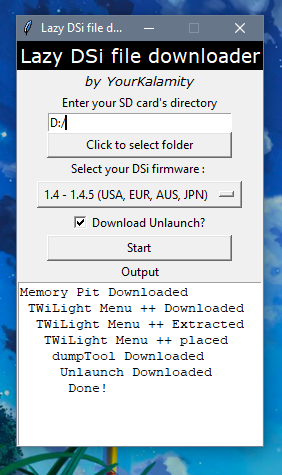 Lazy DSi file d...
Lazy DSi file downloader
by YourKalamity
Enter your SD card's directory
D:/
Click to select folder
Select your DSi firmware :
1.4 - 1.4.5 (USA, EUR, AUS, JPN)
Download Unlaunch?
Start
Output
Memory Pit Downloaded
TWiLight Menu ++ Downloaded
TWiLight Menu ++ Extracted
TWiLight Menu ++ placed
dumpTool Downloaded
Unlaunch Downloaded
Done!